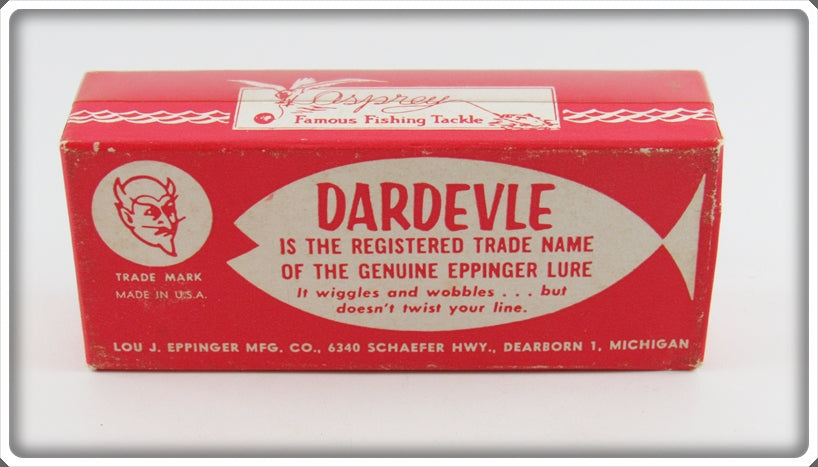 Osprey
Famous Fishing Tackle
DARDEVLE
IS THE REGISTERED TRADE NAME
OF THE GENUINE EPPINGER LURE
It wiggles and wobbles . . . but
doesn't twist your line.
TRADE MARK
MADE IN U.S.A.
LOU J. EPPINGER MFG. CO., 6340 SCHAEFER HWY., DEARBORN 1, MICHIGAN